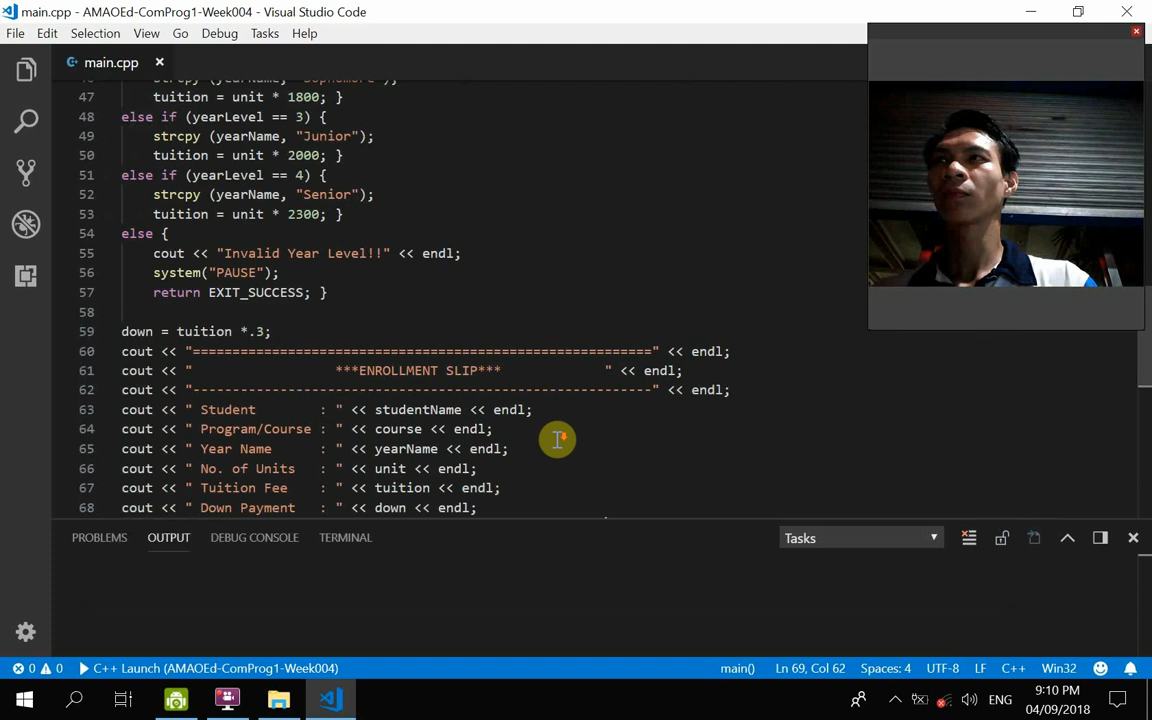 main.cpp - AMAOEd-ComProg1-Week004 - Visual Studio Code
File Edit Selection View Go Debug Tasks Help
main.cpp ×
47 tuition = unit * 1800; }
48 else if (yearLevel == 3) {
49 strcpy (yearName, "Junior");
50 tuition = unit * 2000; }
51 else if (yearLevel == 4) {
52 strcpy (yearName, "Senior");
53 tuition = unit * 2300; }
54 else {
55 cout << "Invalid Year Level!!" << endl;
56 system("PAUSE");
57 return EXIT_SUCCESS; }
58
59 down = tuition *.3;
60 cout << "==========================================================" << endl;
61 cout << "                  ***ENROLLMENT SLIP***             " << endl;
62 cout << "----------------------------------------------------------" << endl;
63 cout << " Student        : " << studentName << endl;
64 cout << " Program/Course : " << course << endl;
65 cout << " Year Name      : " << yearName << endl;
66 cout << " No. of Units   : " << unit << endl;
67 cout << " Tuition Fee    : " << tuition << endl;
68 cout << " Down Payment   : " << down << endl;
PROBLEMS OUTPUT DEBUG CONSOLE TERMINAL Tasks
0 0 C++ Launch (AMAOEd-ComProg1-Week004) main() Ln 69, Col 62 Spaces: 4 UTF-8 LF C++ Win32
ENG 9:10 PM
04/09/2018